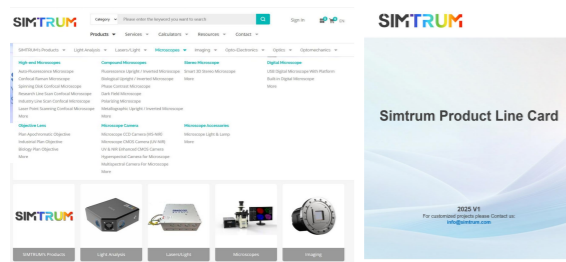 SIMTRUM
Category
Please enter the keyword you want to search
Sign in
EN
Products Services Calculators Resources Contact
SIMTRUM's Products Light Analysis Lasers/Light Microscopes Imaging Opto-Electronics Optics Optomechanics
High-end Microscopes
Auto-Fluorescence Microscope
Confocal Raman Microscope
Spinning Disk Confocal Microscope
Research Line Scan Confocal Microscope
Industry Line Scan Confocal Microscope
Laser Point Scanning Confocal Microscope
More
Compound Microscopes
Fluorescence Upright / Inverted Microscope
Biological Upright / Inverted Microscope
Phase Contrast Microscope
Dark Field Microscope
Polarizing Microscope
Metallographic Upright / Inverted Microscope
More
Stereo Microscope
Smart 3D Stereo Microscope
More
Digital Microscope
USB Digital Microscope With Platform
Built-in Digital Microscope
More
Objective Lens
Plan Apochromatic Objective
Industrial Plan Objective
Biology Plan Objective
More
Microscope Camera
Microscope CCD Camera (UV-NIR)
Microscope CMOS Camera (UV-NIR)
UV & NIR Enhanced CMOS Camera
Hyperspectral Camera for Microscope
Multispectral Camera for Microscope
More
Microscope Accessories
Microscope Light & Lamp
More
SIMTRUM
SIMTRUM's Products
Light Analysis
Lasers/Light
Microscopes
Imaging
SIMTRUM
Simtrum Product Line Card
2025 V1
For customized projects please Contact us:
info@simtrum.com